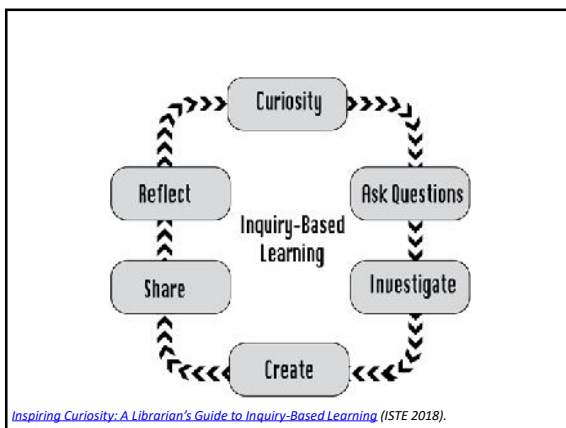 Curiosity
Reflect
Ask Questions
Inquiry-Based
Learning
Share
Investigate
Create
Inspiring Curiosity: A Librarian's Guide to Inquiry-Based Learning (ISTE 2018).